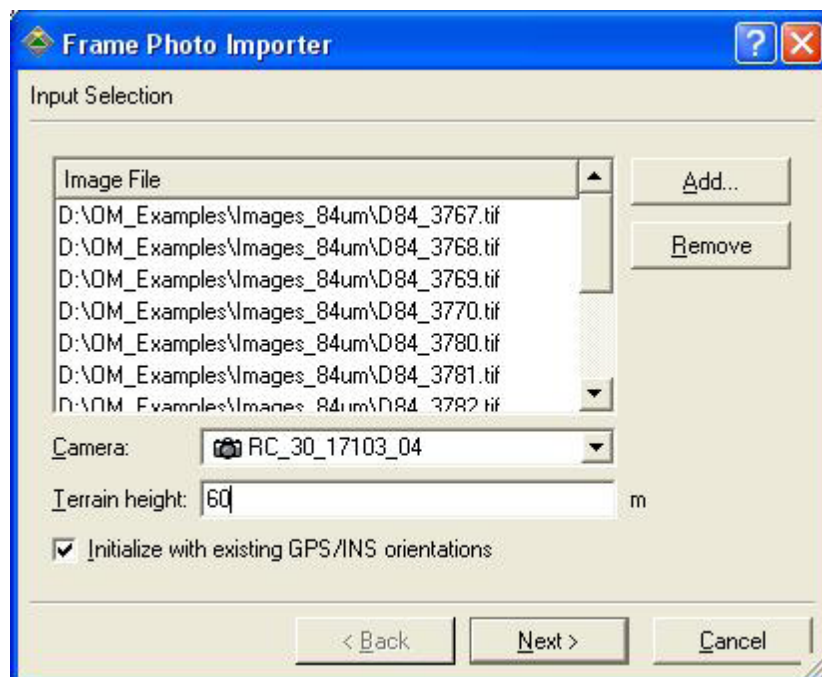 Frame Photo Importer
Input Selection
Image File
D:\OM_Examples\Images_84um\D84_3767.tif
D:\OM_Examples\Images_84um\D84_3768.tif
D:\OM_Examples\Images_84um\D84_3769.tif
D:\OM_Examples\Images_84um\D84_3770.tif
D:\OM_Examples\Images_84um\D84_3780.tif
D:\OM_Examples\Images_84um\D84_3781.tif
D:\OM_Examples\Images_84um\D84_3782.tif
Add...
Remove
Camera: RC_30_17103_04
Terrain height: 60 m
Initialize with existing GPS/INS orientations
< Back Next > Cancel